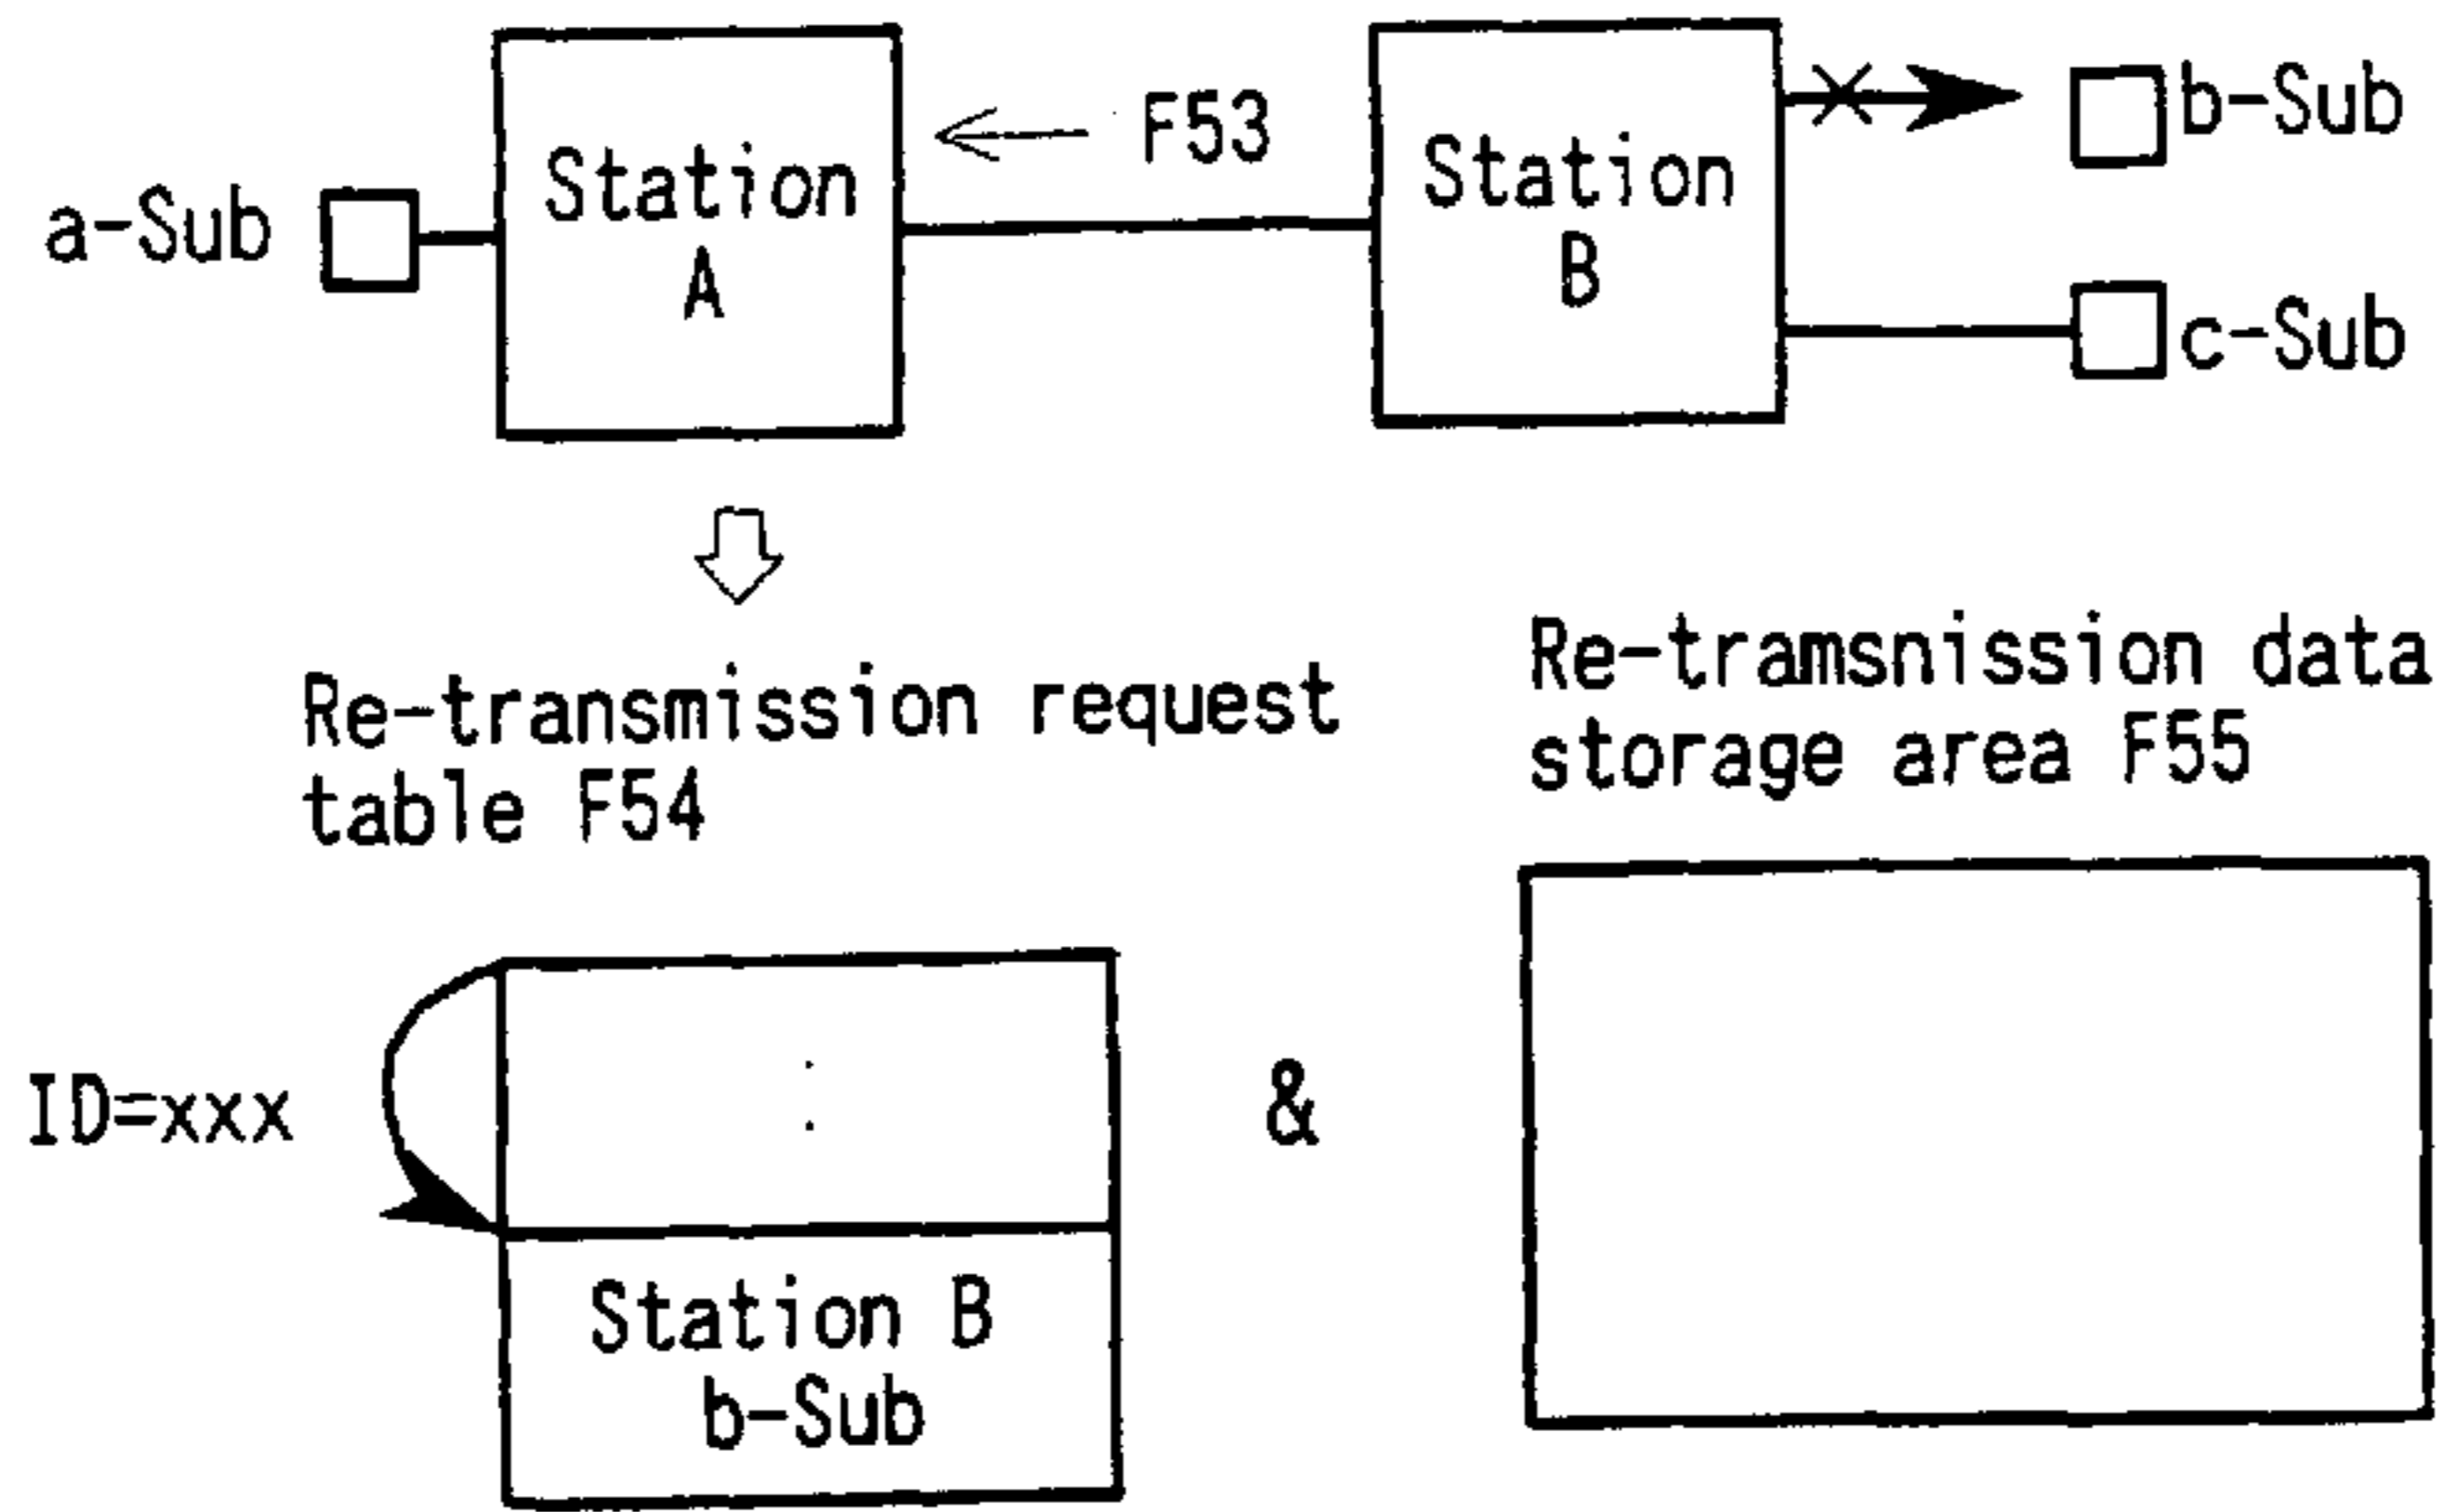 a-Sub
Station
A
F53
Station
B
b-Sub
c-Sub
Re-transmission request
table F54
Re-tramsnission data
storage area F55
ID=xxx
:
&
Station B
b-Sub